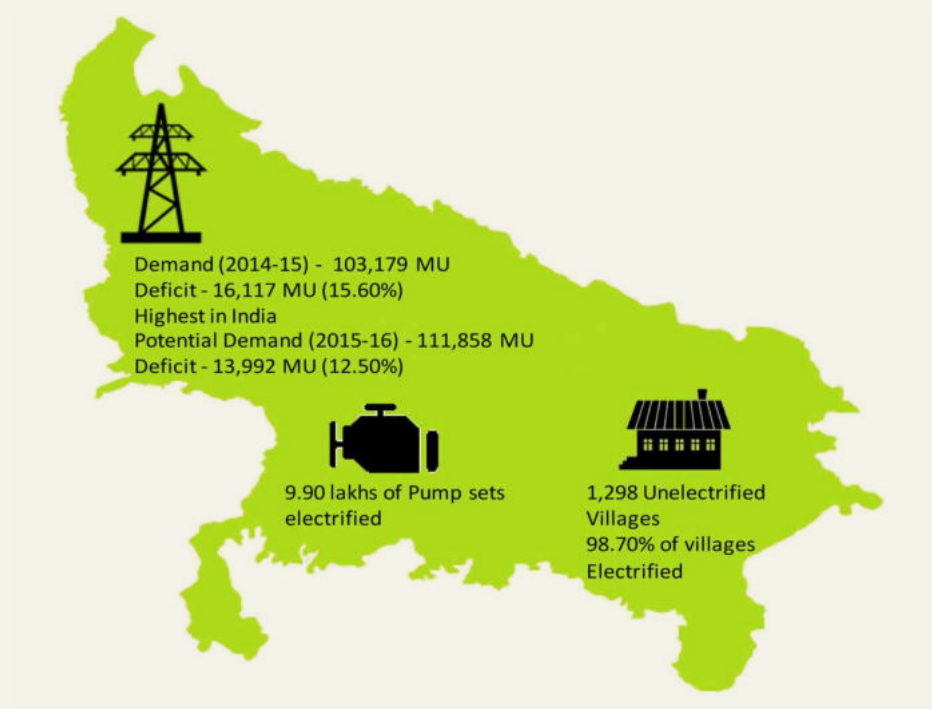 Demand (2014-15) - 103,179 MU
Deficit - 16,117 MU (15.60%)
Highest in India
Potential Demand (2015-16) - 111,858 MU
Deficit - 13,992 MU (12.50%)
9.90 lakhs of Pump sets
electrified
1,298 Unelectrified
Villages
98.70% of villages
Electrified